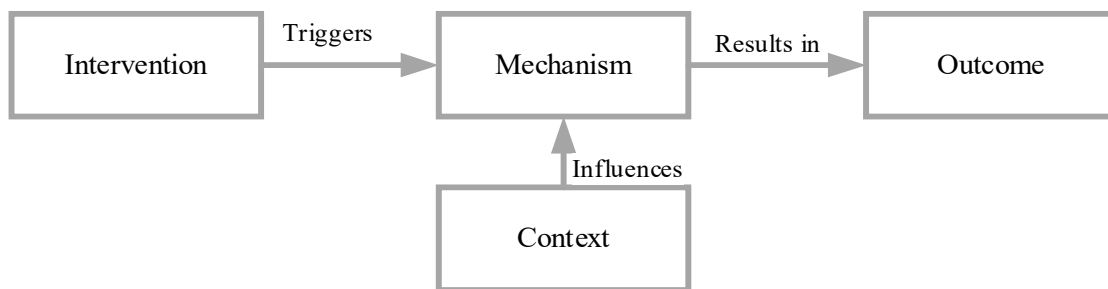 Triggers
Results in
Intervention
Mechanism
Outcome
Influences
Context